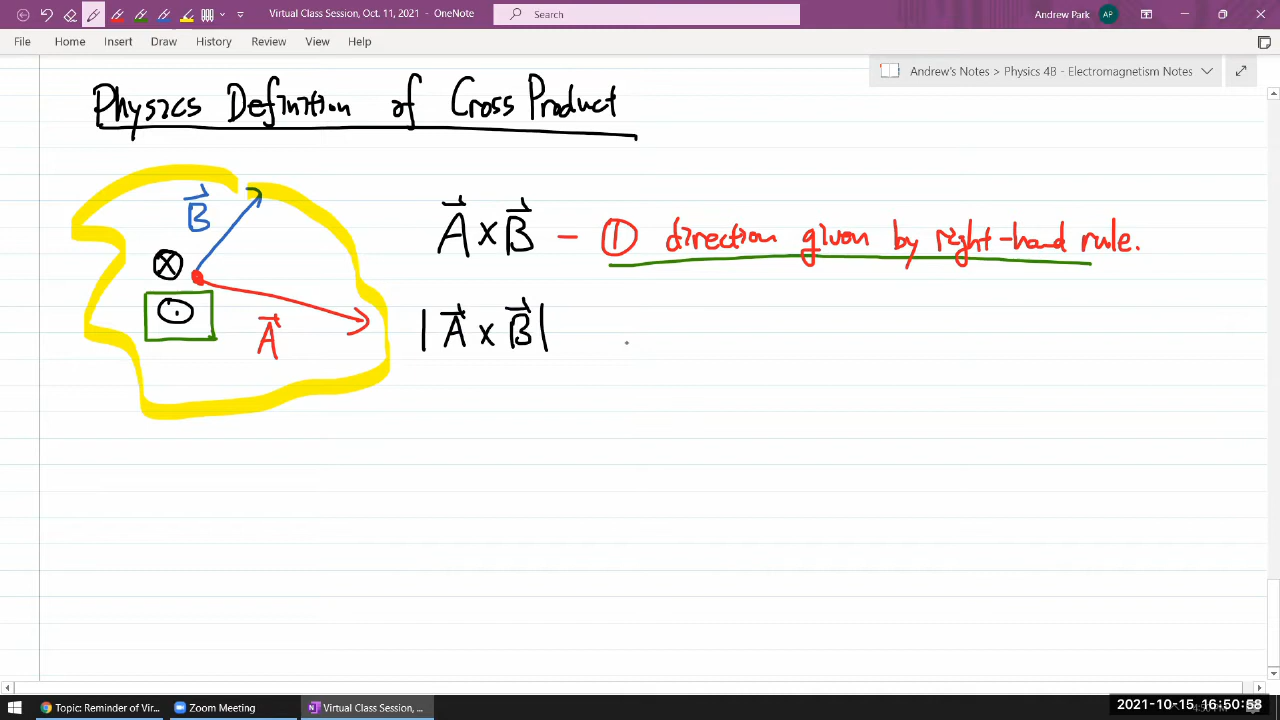 Virtual Class Session, Oct. 11, 2021 - OneNote
Search
Andrew Park
AP
File Home Insert Draw History Review View Help
Andrew's Notes > Physics 4B - Electromagnetism Notes
Physics Definition of Cross Product
B⃗
A⃗
A⃗ × B⃗ - ① direction given by right-hand rule.
|A⃗ × B⃗|
Topic: Reminder of Vir...
Zoom Meeting
Virtual Class Session, ...
2021-10-15 16:50:58